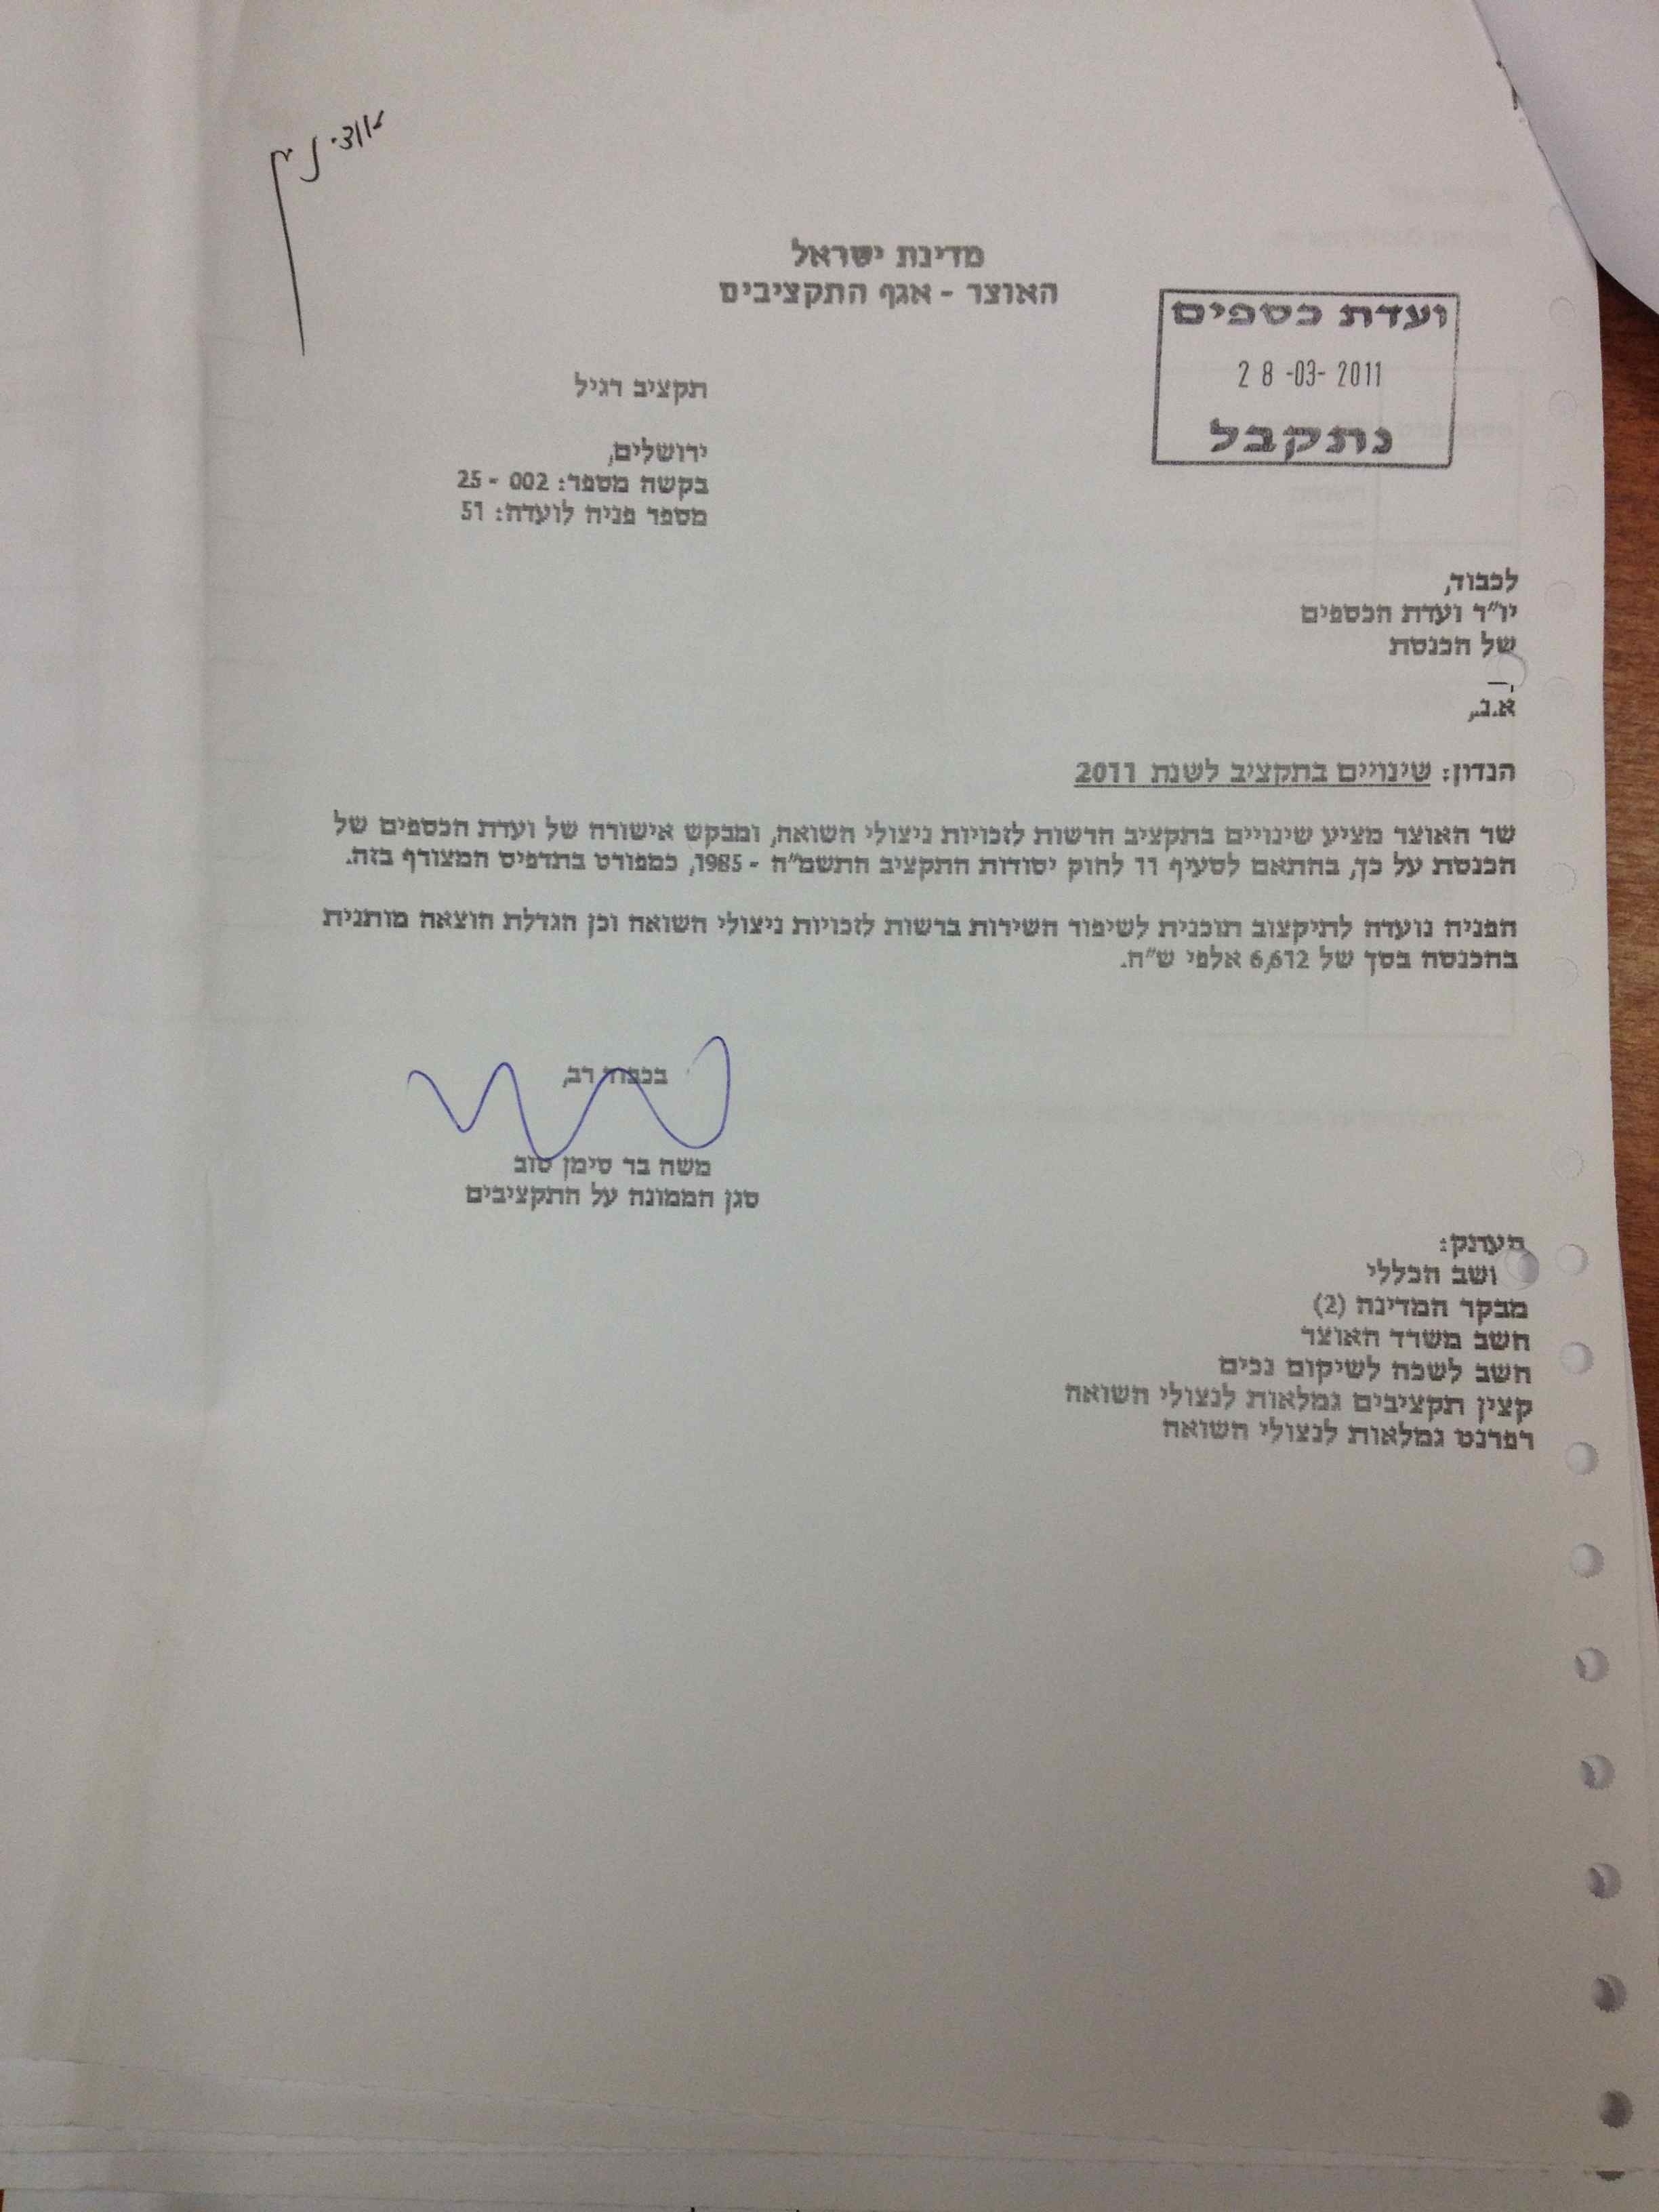 מדינת ישראל
האוצר - אגף התקציבים
ועדת כספים
28 -03- 2011
נתקבל
תקציב רגיל
ירושלים,
בקשה מספר: 002 - 25
מספר פניה לועדה: 51
לכבוד,
יו"ר ועדת הכספים
של הכנסת
א.נ.,
הנדון: שינויים בתקציב לשנת 2011
שר האוצר מציע שינויים בתקציב הרשות לזכויות ניצולי השואה, ומבקש אישורה של ועדת הכספים של
הכנסת על כך, בהתאם לסעיף 11 לחוק יסודות התקציב התשמ"ה - 1985, כמפורט בתדפיס המצורף בזה.
הפניה נועדה לתיקצוב תוכנית לשיפור השירות ברשות לזכויות ניצולי השואה וכן הגדלת הוצאה מותנית
בהכנסה בסך של 6,612 אלפי ש"ח.
בכבוד רב,
משה בר סימן טוב
סגן הממונה על התקציבים
העתק:
ושב הכללי
מבקר המדינה (2)
חשב משרד האוצר
חשב לשכה לשיקום נכים
קצין תקציבים גמלאות לנצולי השואה
רפרנט גמלאות לנצולי השואה